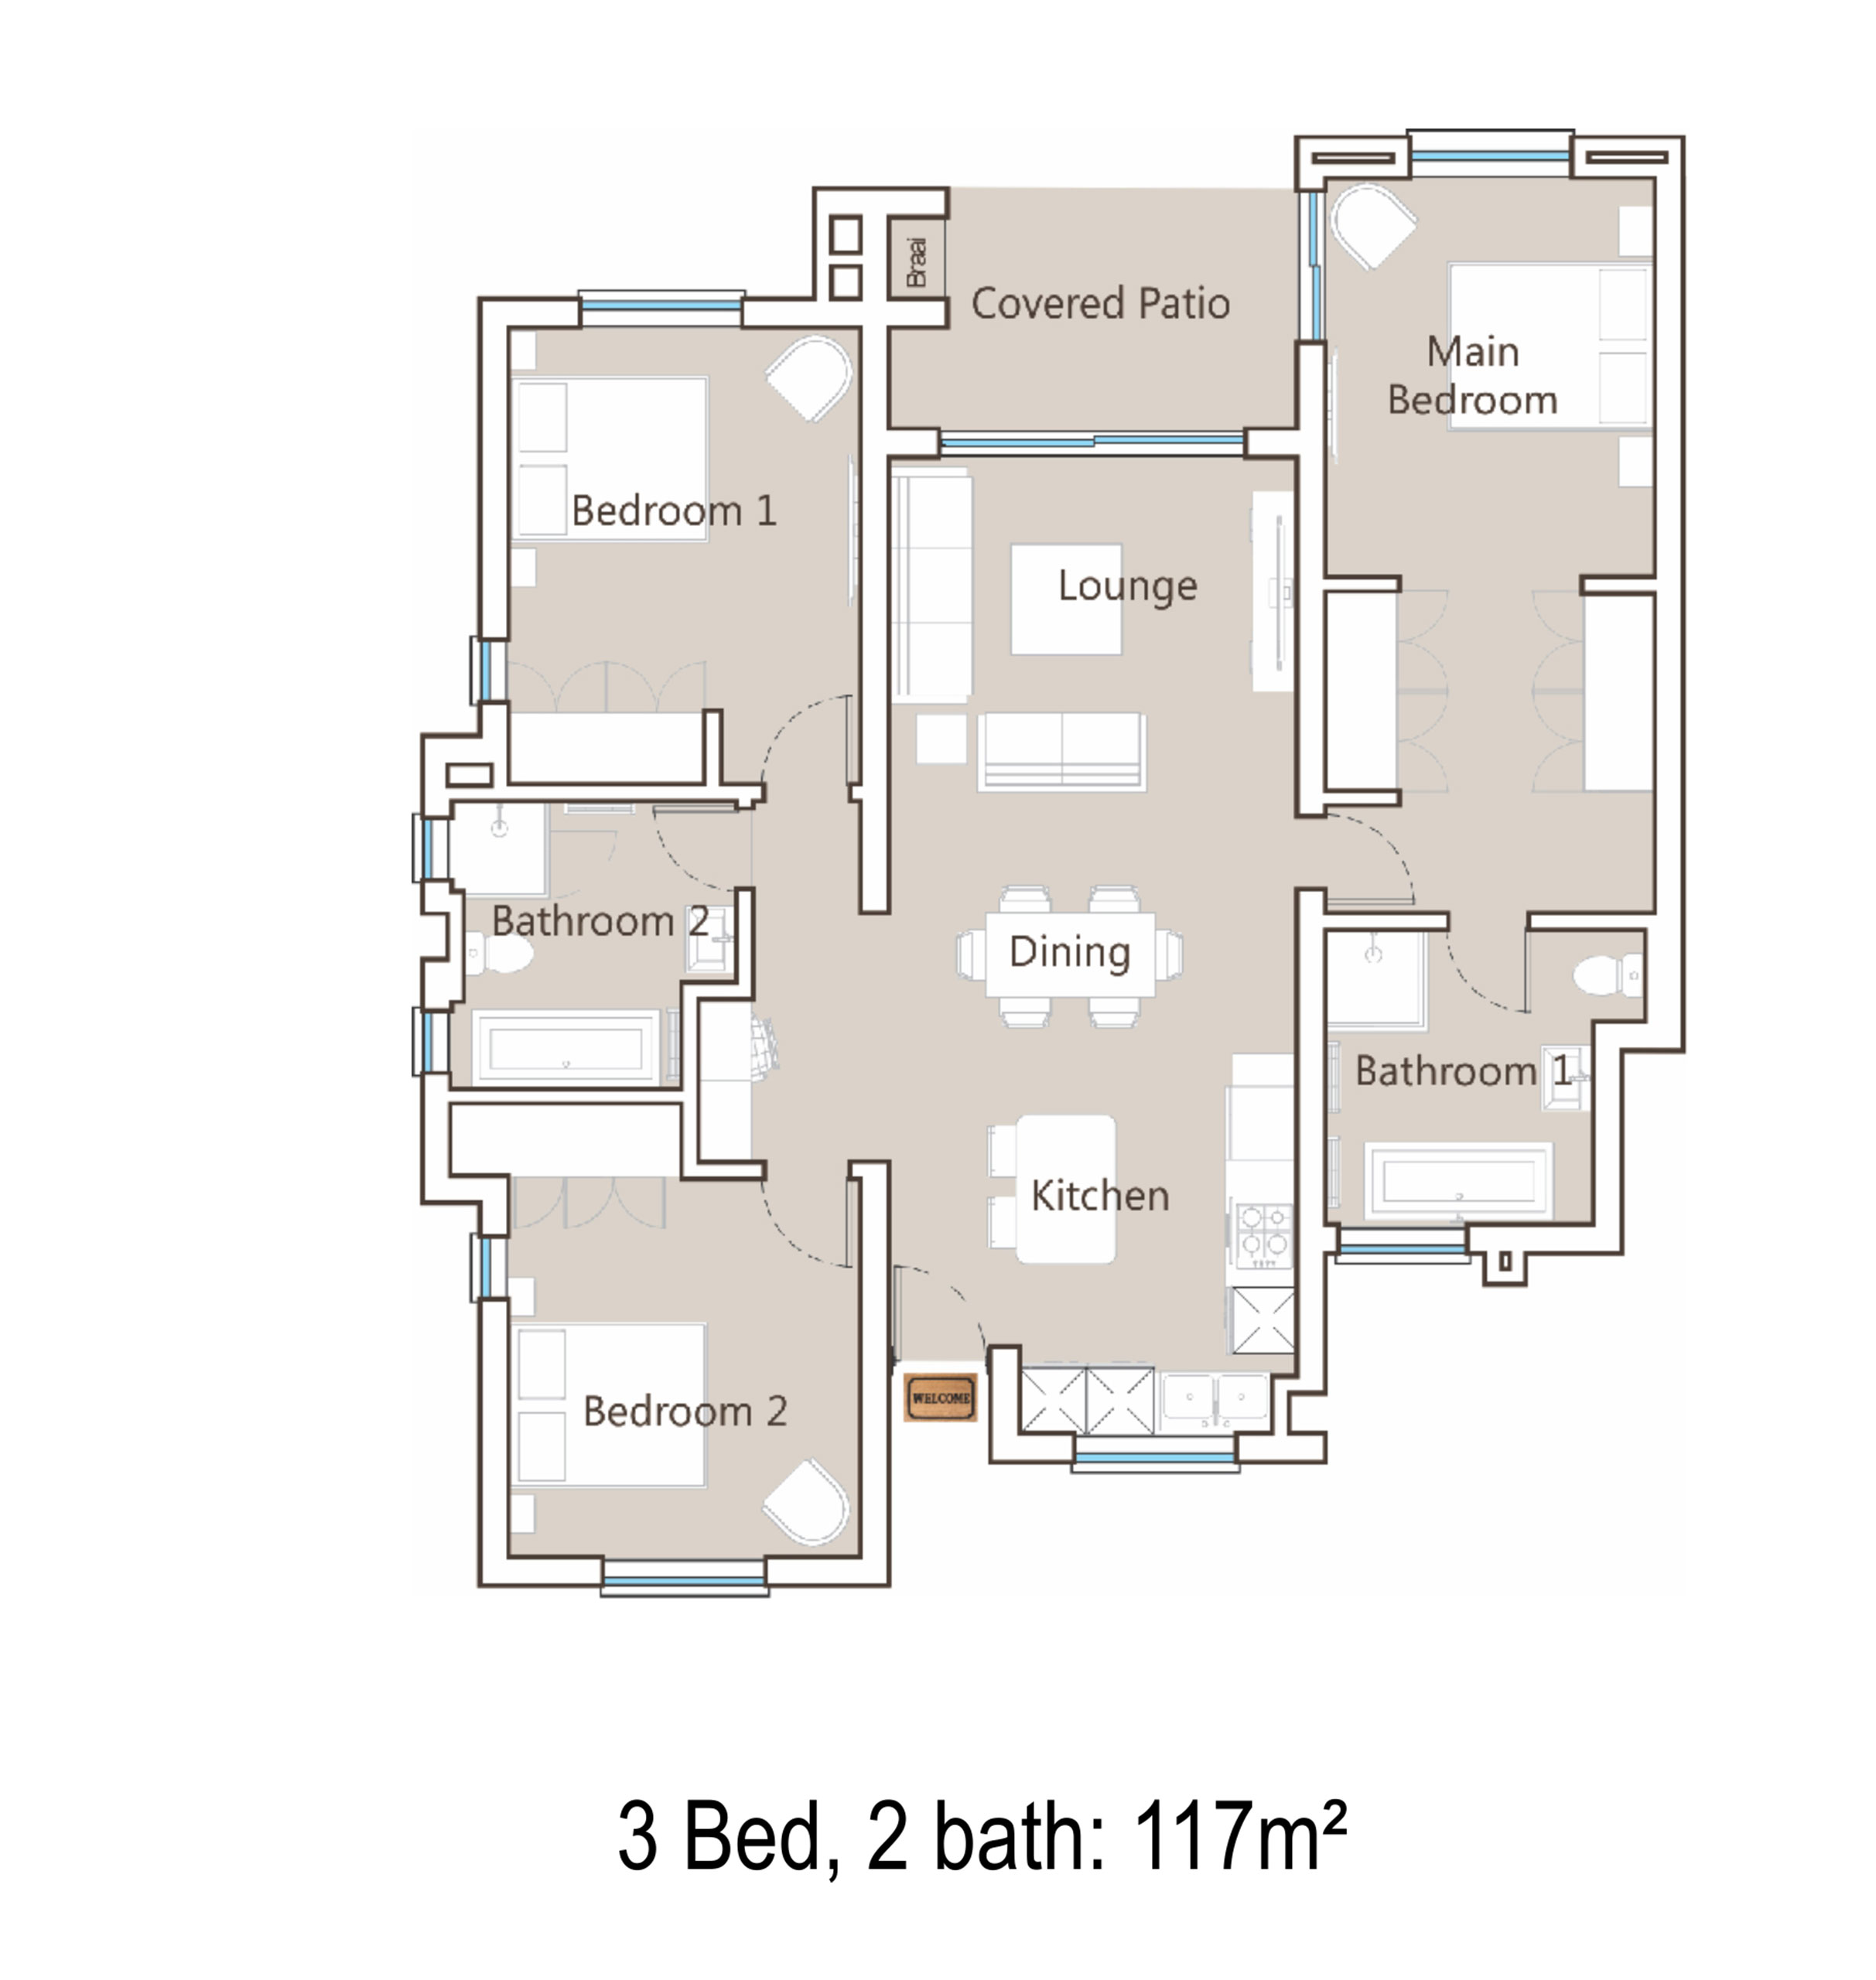 Braai
Covered Patio
Main
Bedroom
Bedroom 1
Lounge
Bathroom 2
Dining
Bathroom 1
Kitchen
WELCOME
Bedroom 2
3 Bed, 2 bath: 117m²